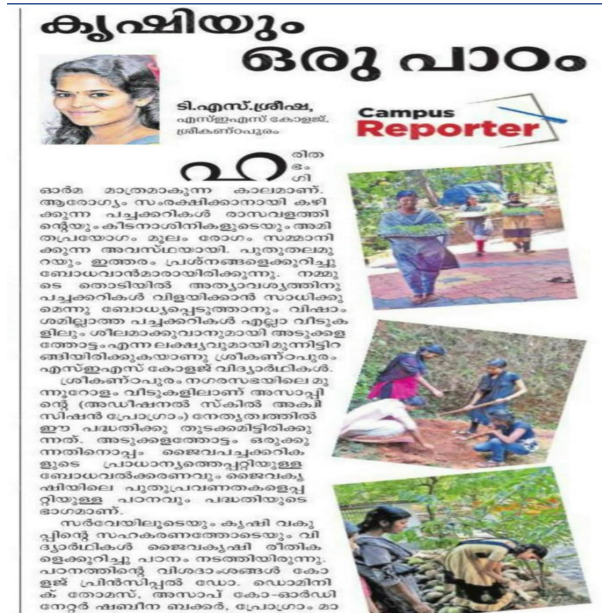 കൃഷിയും
ഒരു പാഠം
ടി.എസ്.ശ്രീഷ,
എസ്ഇഎസ് കോളജ്,
ശ്രീകണ്ഠപുരം
Campus
Reporter
ഹരിത
ഭം
ഗി
ഓർമ മാത്രമാകുന്ന കാലമാണ്.
ആരോഗ്യം സംരക്ഷിക്കാനായി കഴി
ക്കുന്ന പച്ചക്കറികൾ രാസവളത്തി
ന്റെയും കീടനാശിനികളുടെയും അമി
തപ്രയോഗം മൂലം രോഗം സമ്മാനി
ക്കുന്ന അവസ്ഥയായി. പുതുതലമു
റയും ഇത്തരം പ്രശ്നങ്ങളെക്കുറിച്ചു
ബോധവാൻമാരായിരിക്കുന്നു. നമ്മു
ടെ തൊടിയിൽ അത്യാവശ്യത്തിനു
പച്ചക്കറികൾ വിളയിക്കാൻ സാധിക്കു
മെന്നു ബോധ്യപ്പെടുത്താനും വിഷാം
ശമില്ലാത്ത പച്ചക്കറികൾ എല്ലാ വീടുക
ളിലും ശീലമാക്കുവാനുമായി അടുക്കള
ത്തോട്ടം എന്ന ലക്ഷ്യവുമായി മുന്നിട്ടിറ
ങ്ങിയിരിക്കുകയാണു ശ്രീകണ്ഠപുരം
എസ്ഇഎസ് കോളജ് വിദ്യാർഥികൾ.
ശ്രീകണ്ഠപുരം നഗരസഭയിലെ മു
ന്നൂറോളം വീടുകളിലാണ് അസാപ്പി
ന്റെ (അഡീഷനൽ സ്കിൽ അക്വി
സിഷൻ പ്രോഗ്രാം) നേതൃത്വത്തിൽ
ഈ പദ്ധതിക്കു തുടക്കമിട്ടിരിക്കു
ന്നത്. അടുക്കളത്തോട്ടം ഒരുക്കു
ന്നതിനൊപ്പം ജൈവപച്ചക്കറിക
ളുടെ പ്രാധാന്യത്തെപ്പറ്റിയുള്ള
ബോധവൽക്കരണവും ജൈവകൃ
ഷിയിലെ പുതുപ്രവണതകളെപ്പ
റ്റിയുള്ള പഠനവും പദ്ധതിയുടെ
ഭാഗമാണ്.
സർവേയിലൂടെയും കൃഷി വകു
പ്പിന്റെ സഹകരണത്തോടെയും വി
ദ്യാർഥികൾ ജൈവകൃഷി രീതിക
ളെക്കുറിച്ചു പഠനം നടത്തിയിരുന്നു.
പഠനത്തിന്റെ വിശദാംശങ്ങൾ കോ
ളജ് പ്രിൻസിപ്പൽ ഡോ. ഡൊമിനി
ക് തോമസ്, അസാപ് കോ-ഓർഡി
നേറ്റർ ഷബീന ബക്കർ, പ്രോഗ്രാം മാ